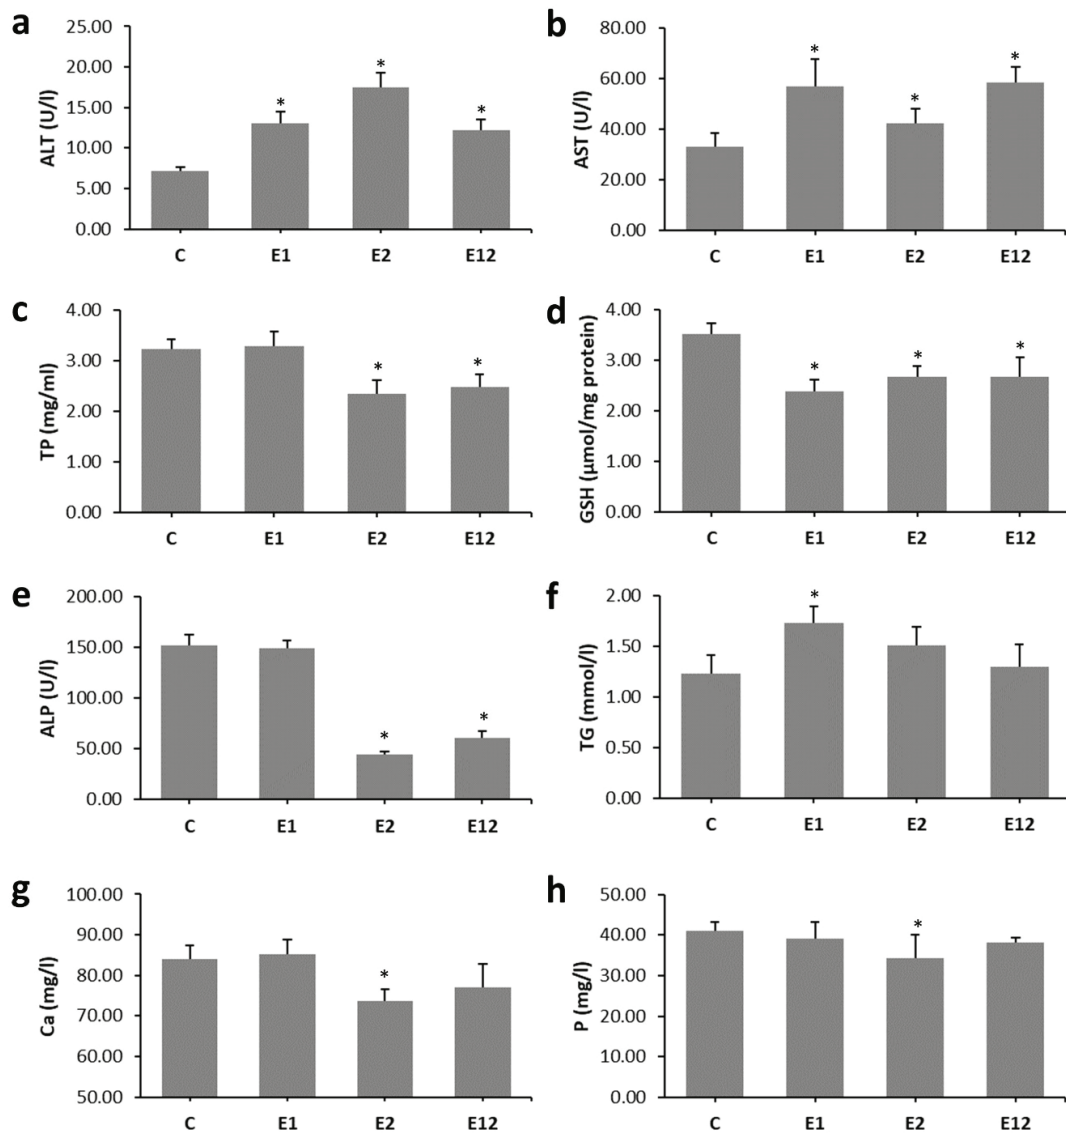 a
ALT (U/l)
25.00
20.00
15.00
10.00
5.00
0.00
* * *
C E1 E2 E12
b
AST (U/l)
80.00
60.00
40.00
20.00
0.00
* * *
C E1 E2 E12
c
TP (mg/ml)
4.00
3.00
2.00
1.00
0.00
* *
C E1 E2 E12
d
GSH (µmol/mg protein)
4.00
3.00
2.00
1.00
0.00
* * *
C E1 E2 E12
e
ALP (U/l)
200.00
150.00
100.00
50.00
0.00
* *
C E1 E2 E12
f
TG (mmol/l)
2.00
1.50
1.00
0.50
0.00
*
C E1 E2 E12
g
Ca (mg/l)
100.00
90.00
80.00
70.00
60.00
50.00
*
C E1 E2 E12
h
P (mg/l)
50.00
40.00
30.00
20.00
10.00
0.00
*
C E1 E2 E12